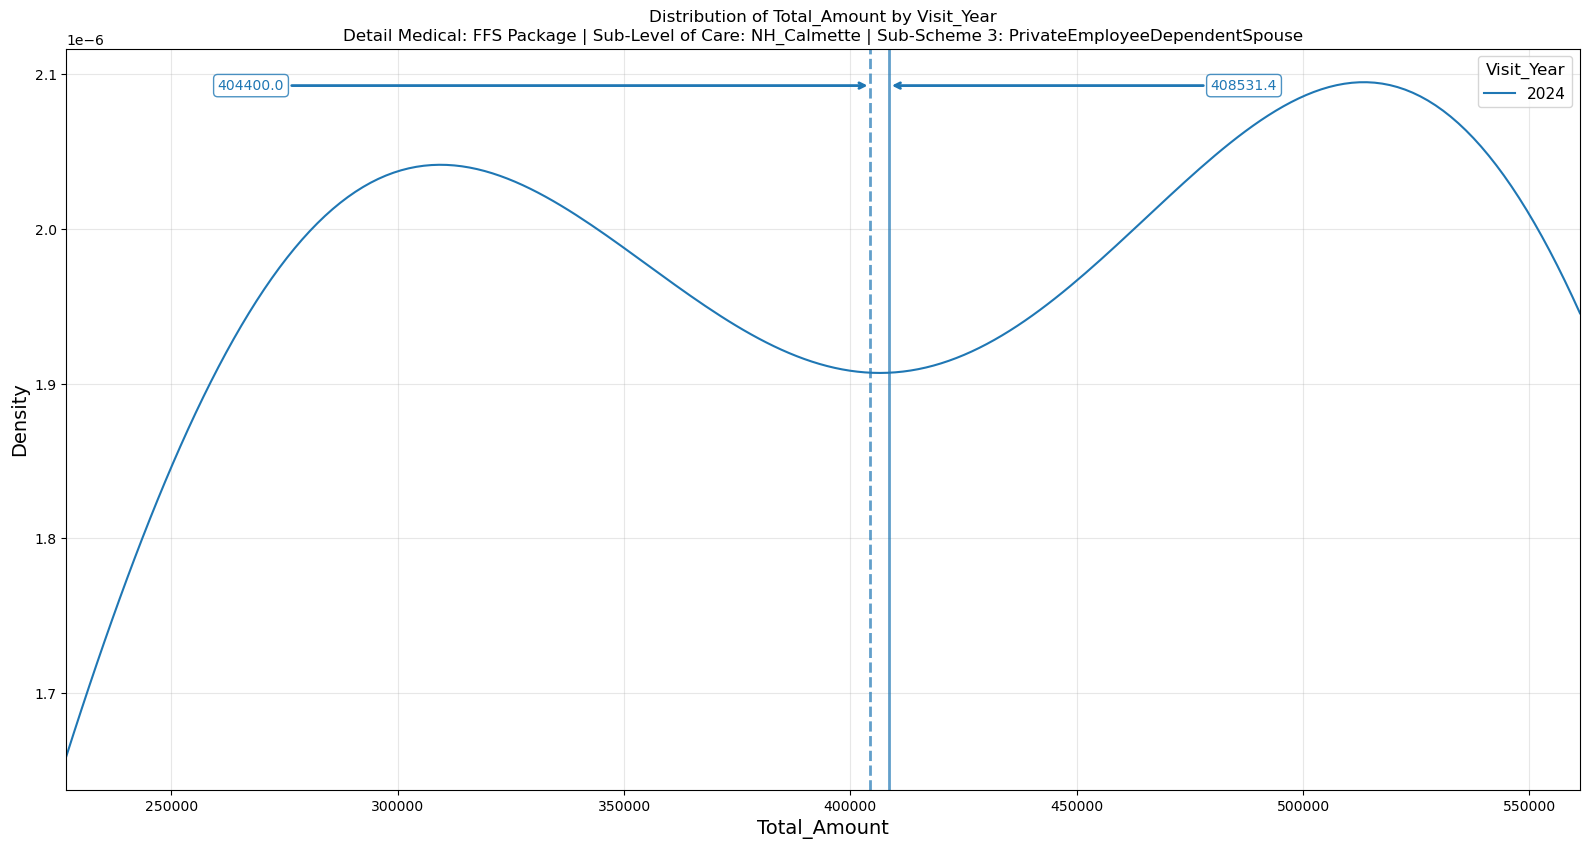 Distribution of Total_Amount by Visit_Year
Detail Medical: FFS Package | Sub-Level of Care: NH_Calmette | Sub-Scheme 3: PrivateEmployeeDependentSpouse
1e−6
2.1
2.0
1.9
1.8
1.7
Density
404400.0
408531.4
Visit_Year
2024
250000 300000 350000 400000 450000 500000 550000
Total_Amount